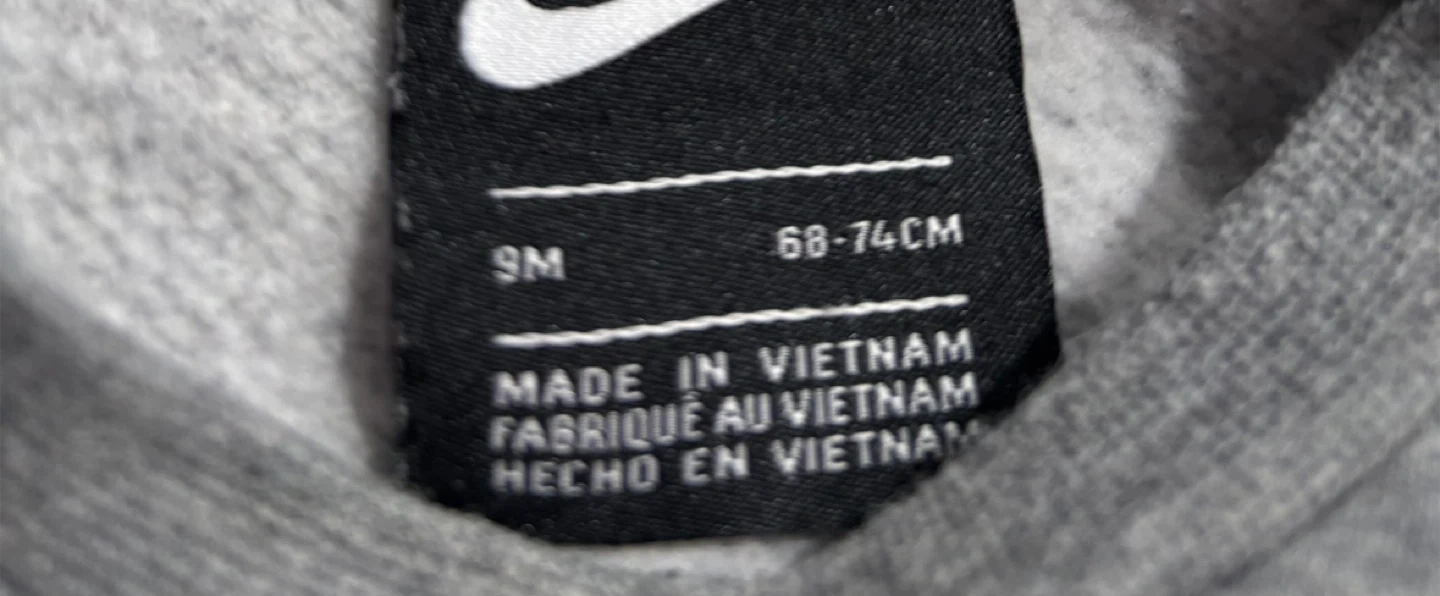 9M 68-74CM
MADE IN VIETNAM
FABRIQUÉ AU VIETNAM
HECHO EN VIETNAM